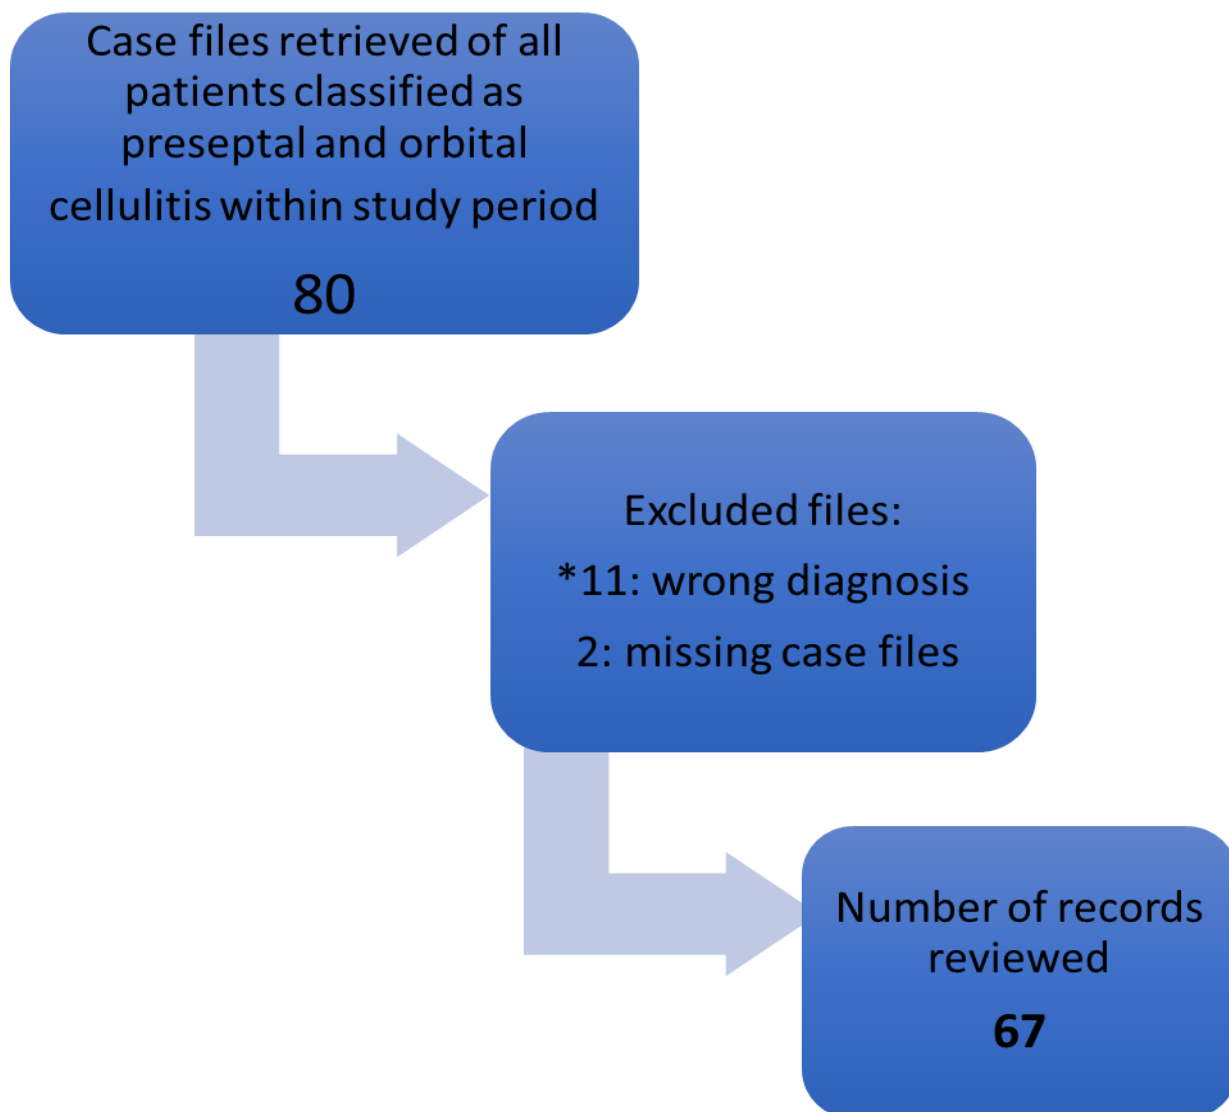 Case files retrieved of all
patients classified as
preseptal and orbital
cellulitis within study period
80
Excluded files:
*11: wrong diagnosis
2: missing case files
Number of records
reviewed
67